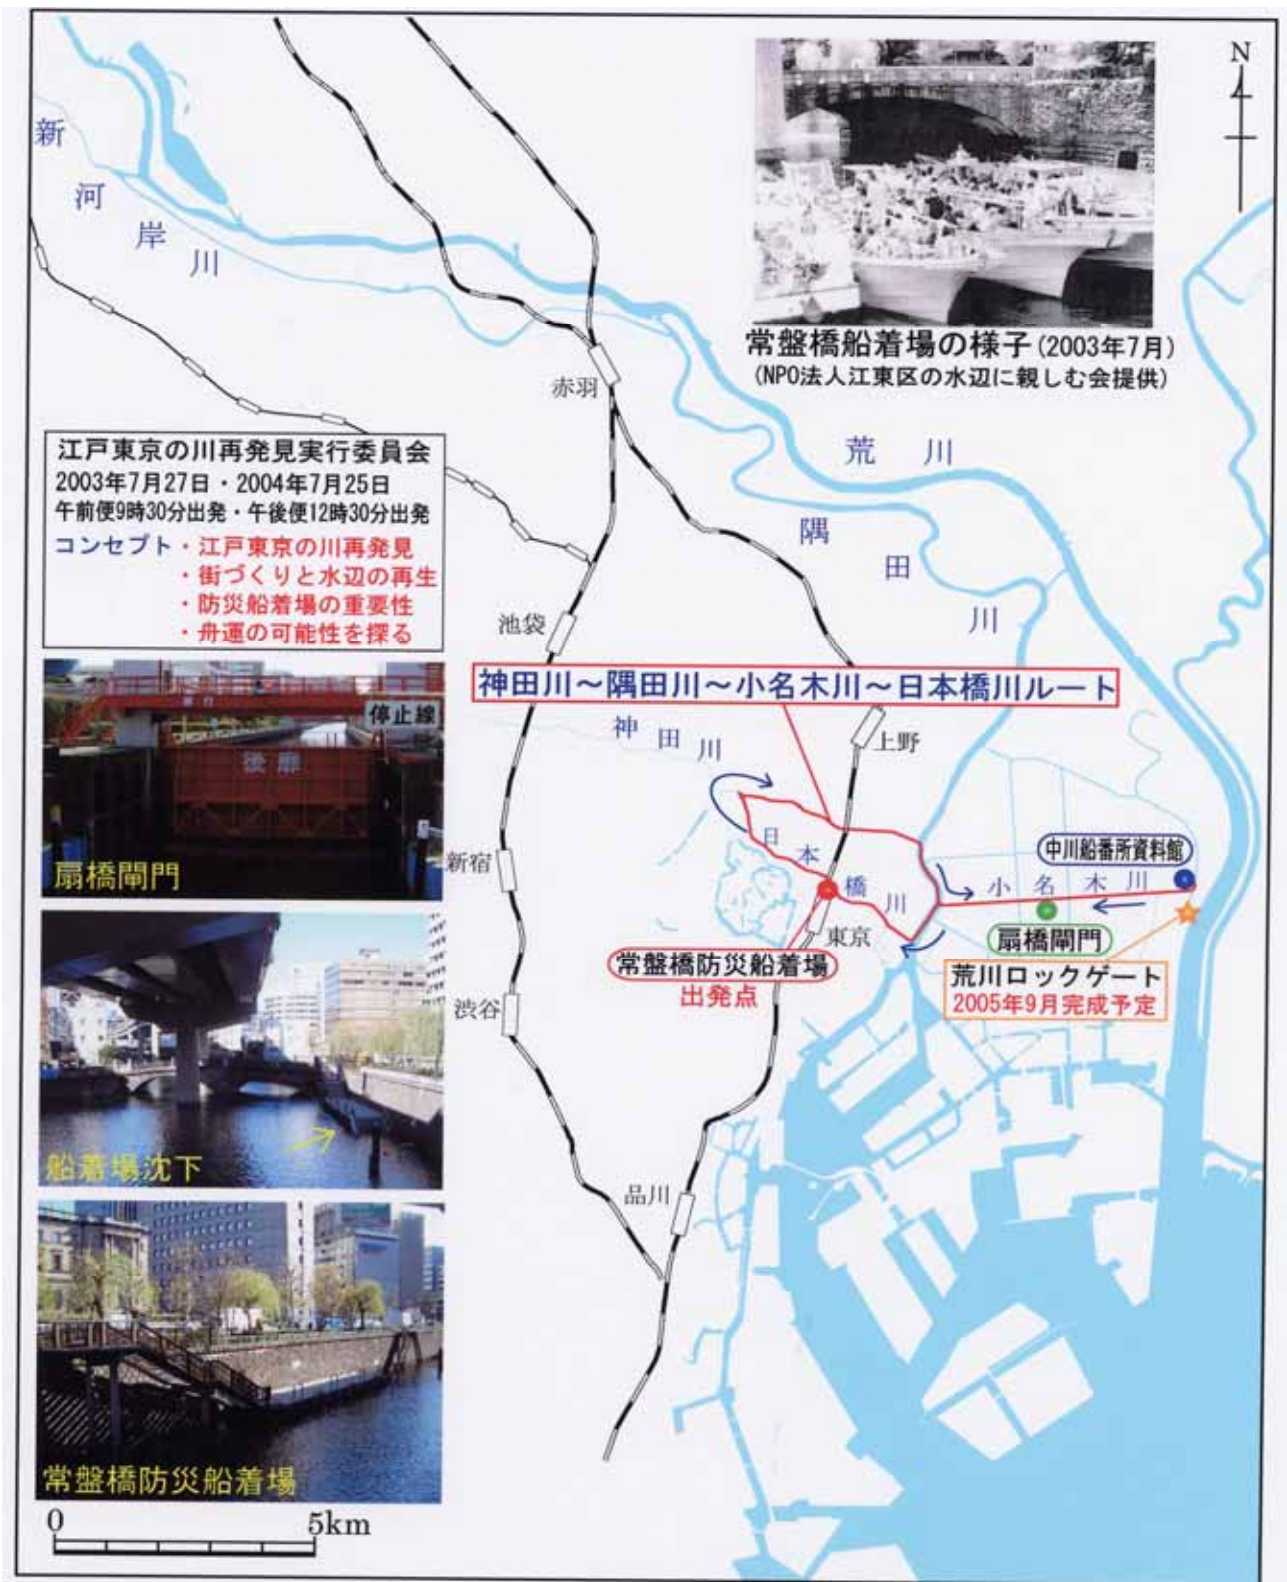 N
新河岸川
常盤橋船着場の様子(2003年7月)
(NPO法人江東区の水辺に親しむ会提供)
赤羽
荒川
江戸東京の川再発見実行委員会
2003年7月27日・2004年7月25日
午前便9時30分出発・午後便12時30分出発
コンセプト・江戸東京の川再発見
・街づくりと水辺の再生
・防災船着場の重要性
・舟運の可能性を探る
隅田川
池袋
神田川～隅田川～小名木川～日本橋川ルート
停止線
後扉
扇橋閘門
神田川
上野
日本橋川
新宿
中川船番所資料館
小名木川
扇橋閘門
東京
常盤橋防災船着場
出発点
荒川ロックゲート
2005年9月完成予定
渋谷
船着場沈下
品川
常盤橋防災船着場
0 5km